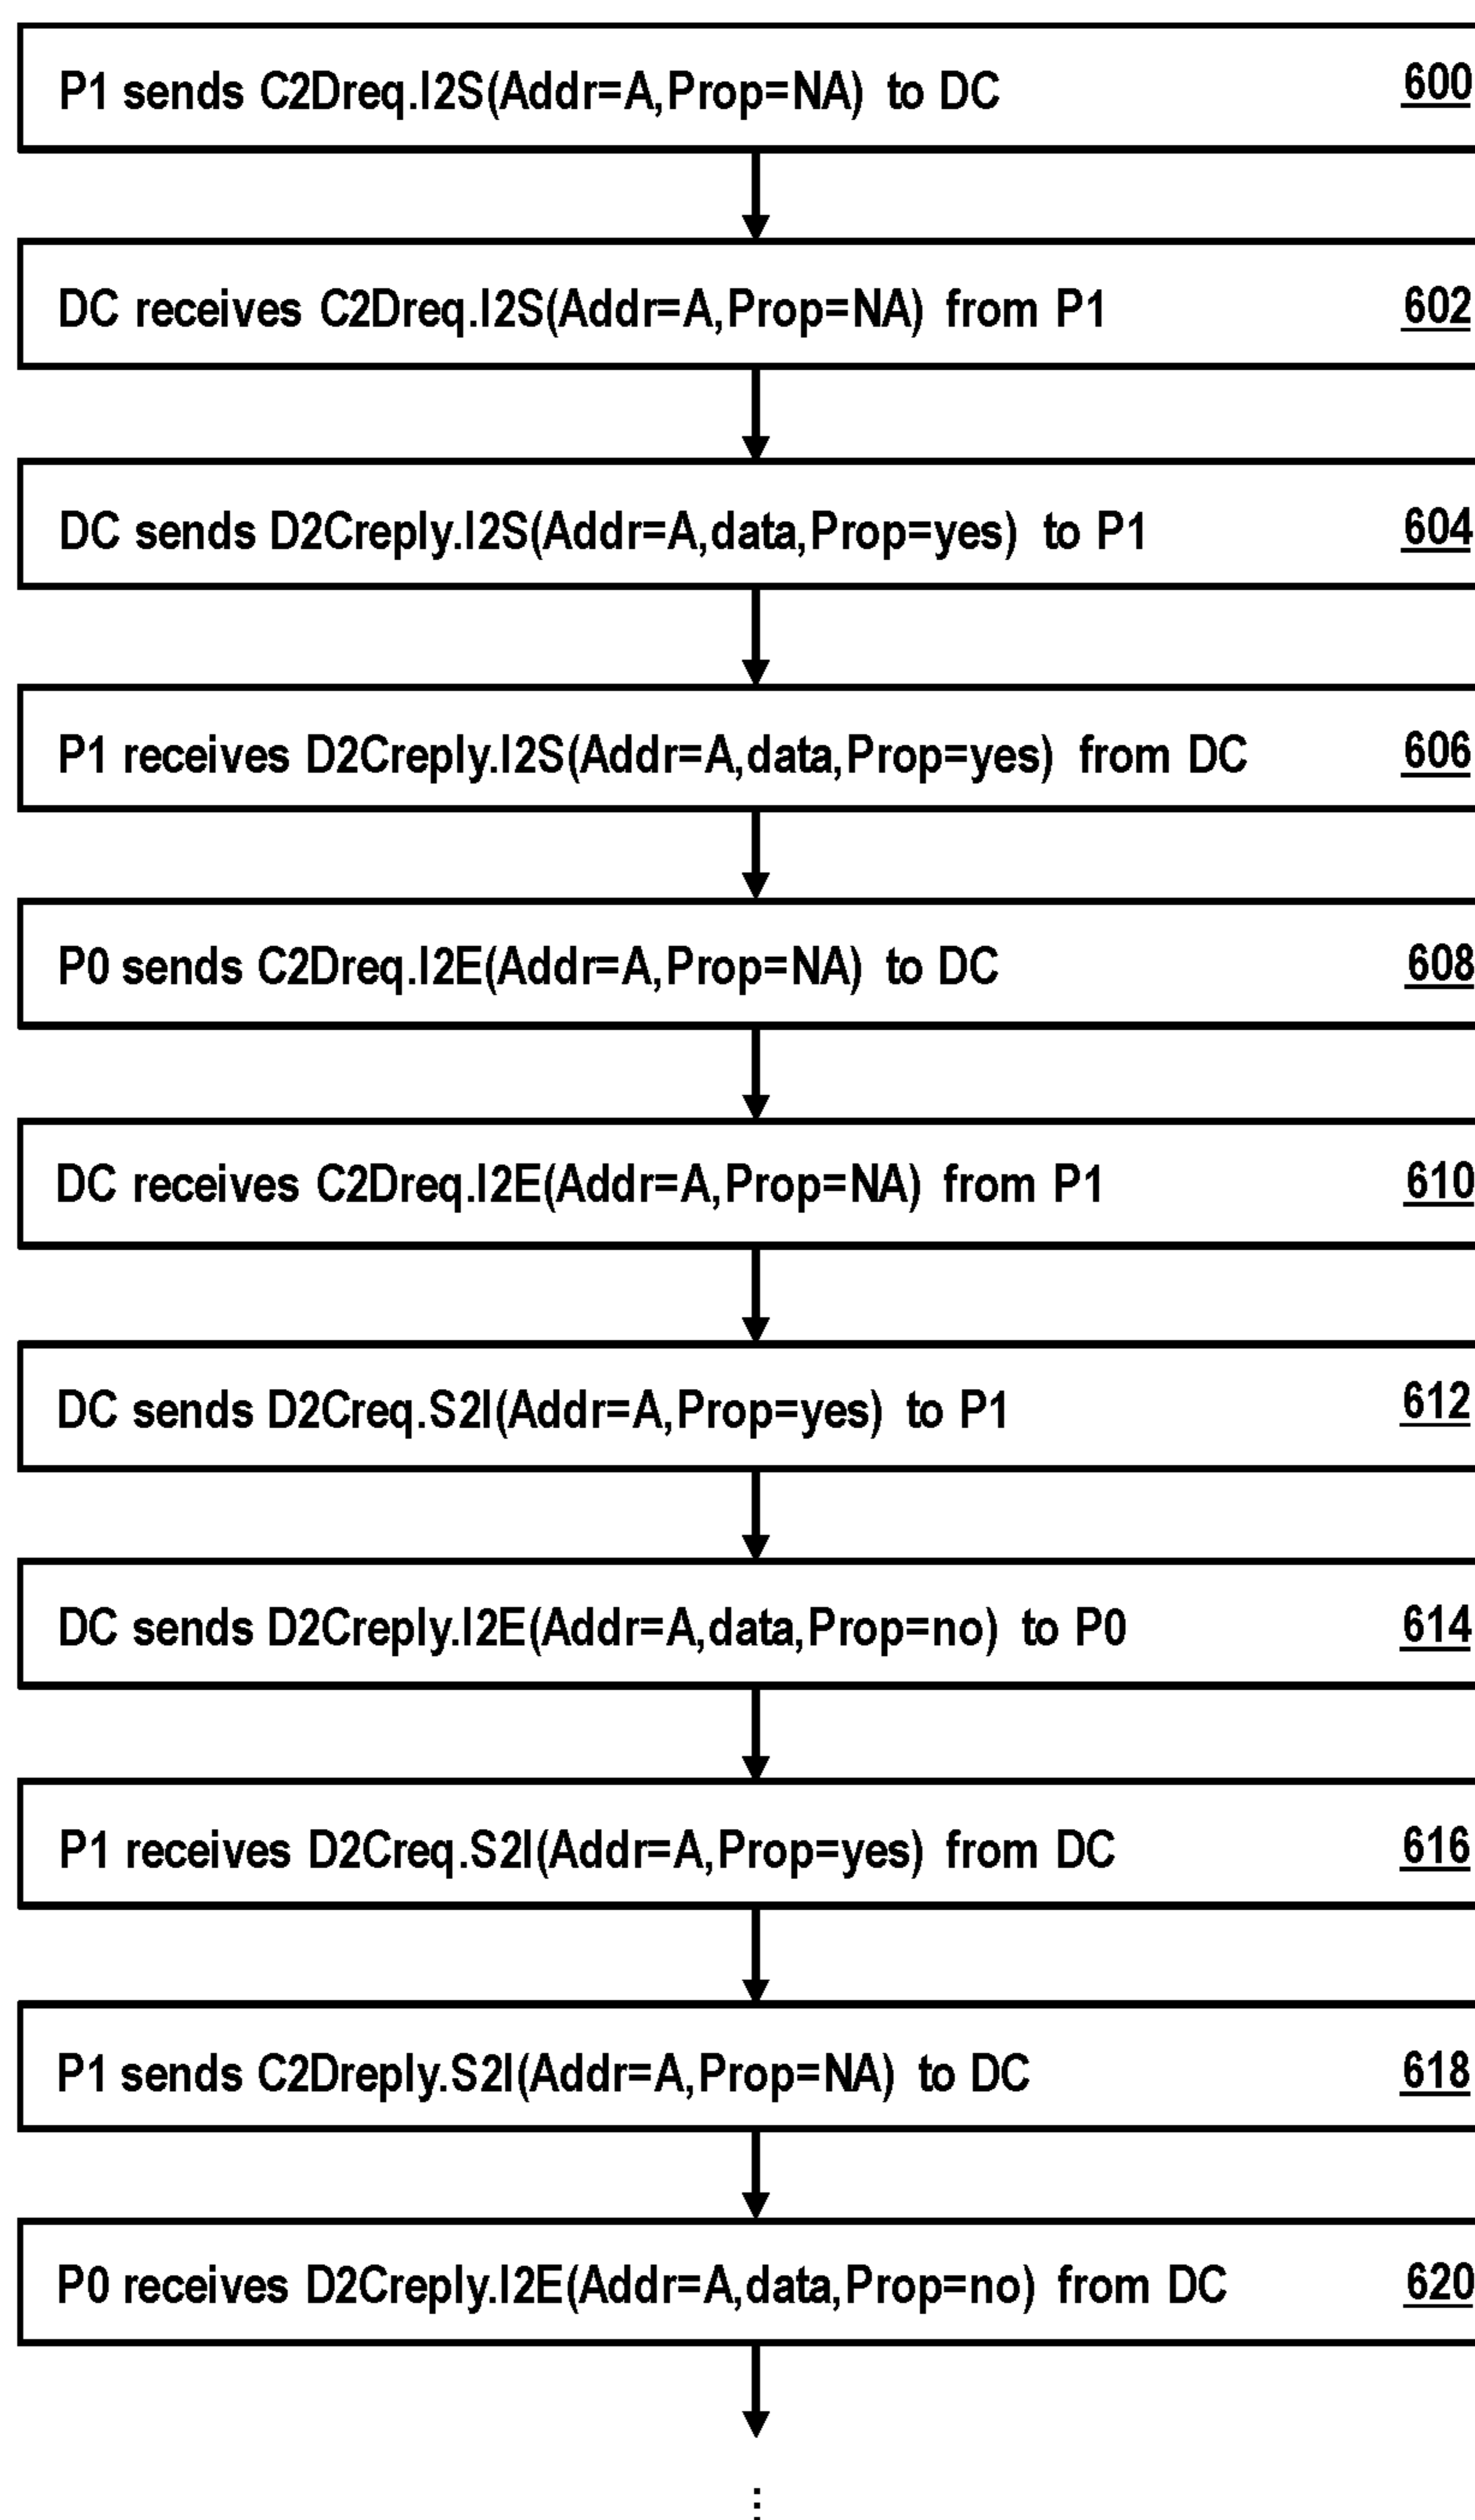 P1 sends C2Dreq.I2S(Addr=A,Prop=NA) to DC 600
DC receives C2Dreq.I2S(Addr=A,Prop=NA) from P1 602
DC sends D2Creply.I2S(Addr=A,data,Prop=yes) to P1 604
P1 receives D2Creply.I2S(Addr=A,data,Prop=yes) from DC 606
P0 sends C2Dreq.I2E(Addr=A,Prop=NA) to DC 608
DC receives C2Dreq.I2E(Addr=A,Prop=NA) from P1 610
DC sends D2Creq.S2I(Addr=A,Prop=yes) to P1 612
DC sends D2Creply.I2E(Addr=A,data,Prop=no) to P0 614
P1 receives D2Creq.S2I(Addr=A,Prop=yes) from DC 616
P1 sends C2Dreply.S2I(Addr=A,Prop=NA) to DC 618
P0 receives D2Creply.I2E(Addr=A,data,Prop=no) from DC 620